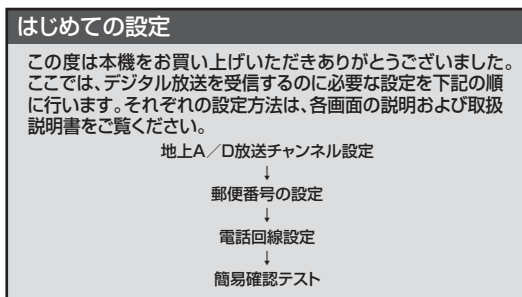 はじめての設定
この度は本機をお買い上げいただきありがとうございました。
ここでは、デジタル放送を受信するのに必要な設定を下記の順
に行います。それぞれの設定方法は、各画面の説明および取扱
説明書をご覧ください。
地上A／D放送チャンネル設定
↓
郵便番号の設定
↓
電話回線設定
↓
簡易確認テスト